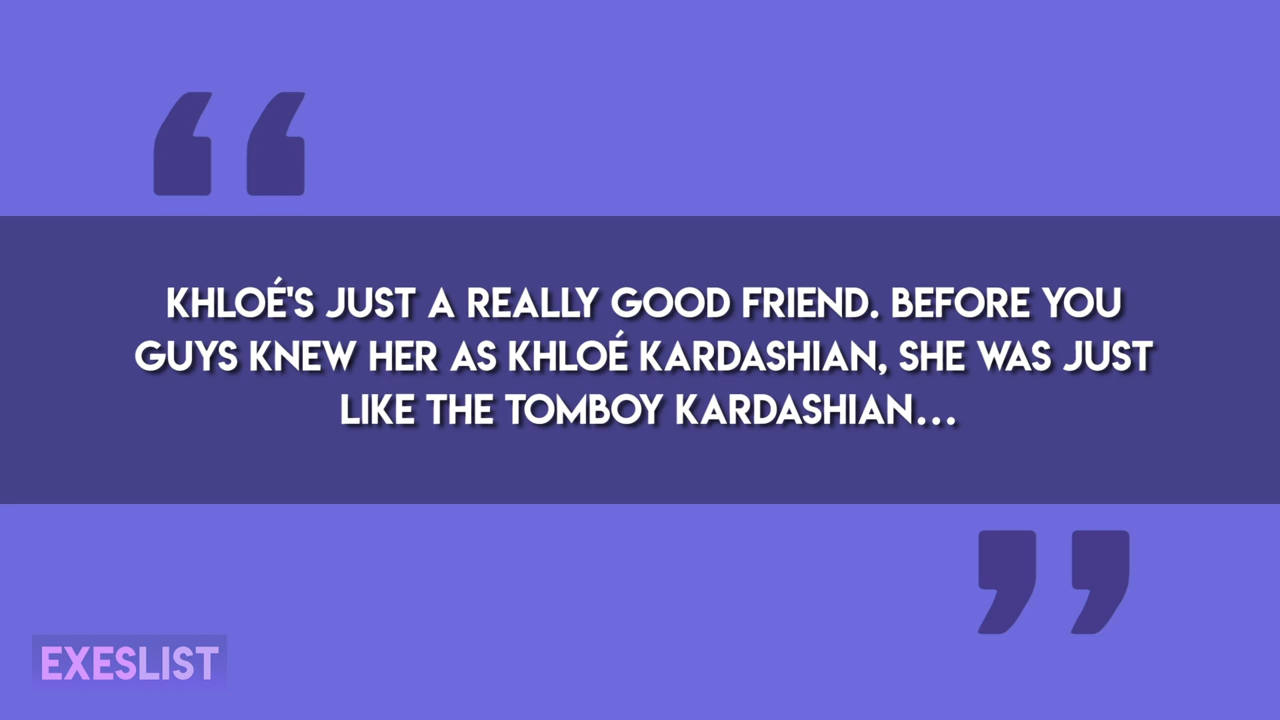 KHLOÉ'S JUST A REALLY GOOD FRIEND. BEFORE YOU
GUYS KNEW HER AS KHLOÉ KARDASHIAN, SHE WAS JUST
LIKE THE TOMBOY KARDASHIAN...
EXESLIST